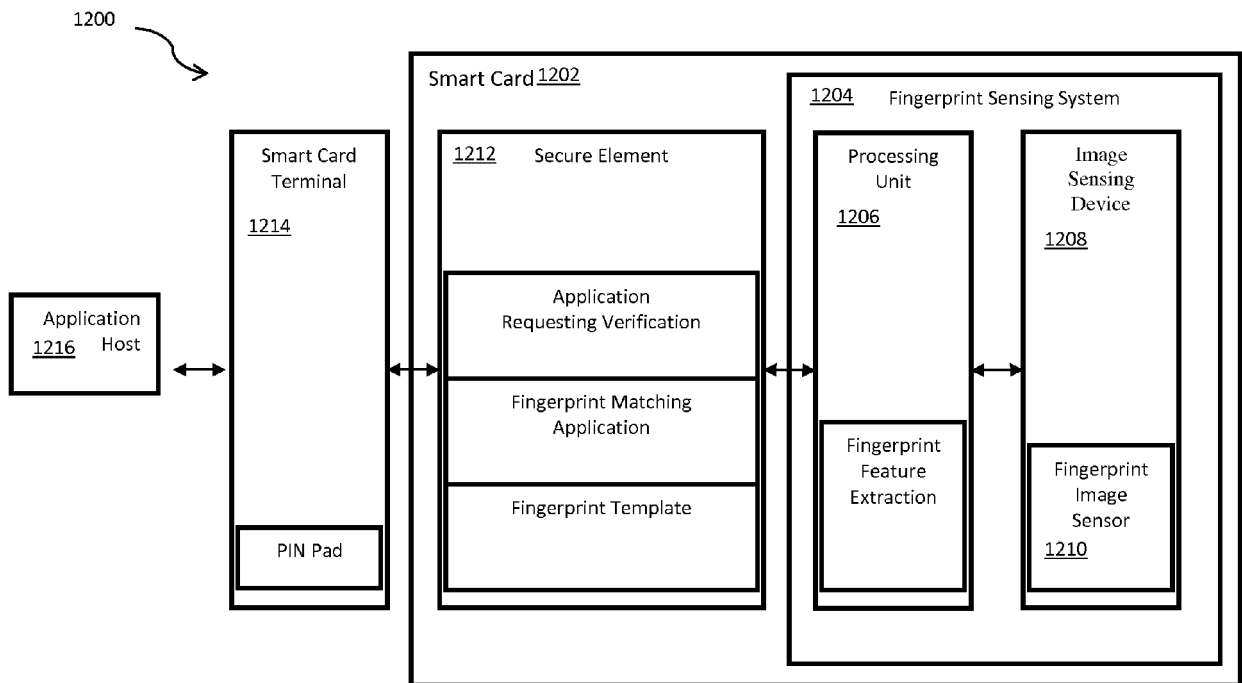 1200
Smart Card 1202
1204 Fingerprint Sensing System
Smart Card
Terminal
1214
PIN Pad
1212 Secure Element
Application
Requesting Verification
Fingerprint Matching
Application
Fingerprint Template
Processing
Unit
1206
Fingerprint
Feature
Extraction
Image
Sensing
Device
1208
Fingerprint
Image
Sensor
1210
Application
1216 Host